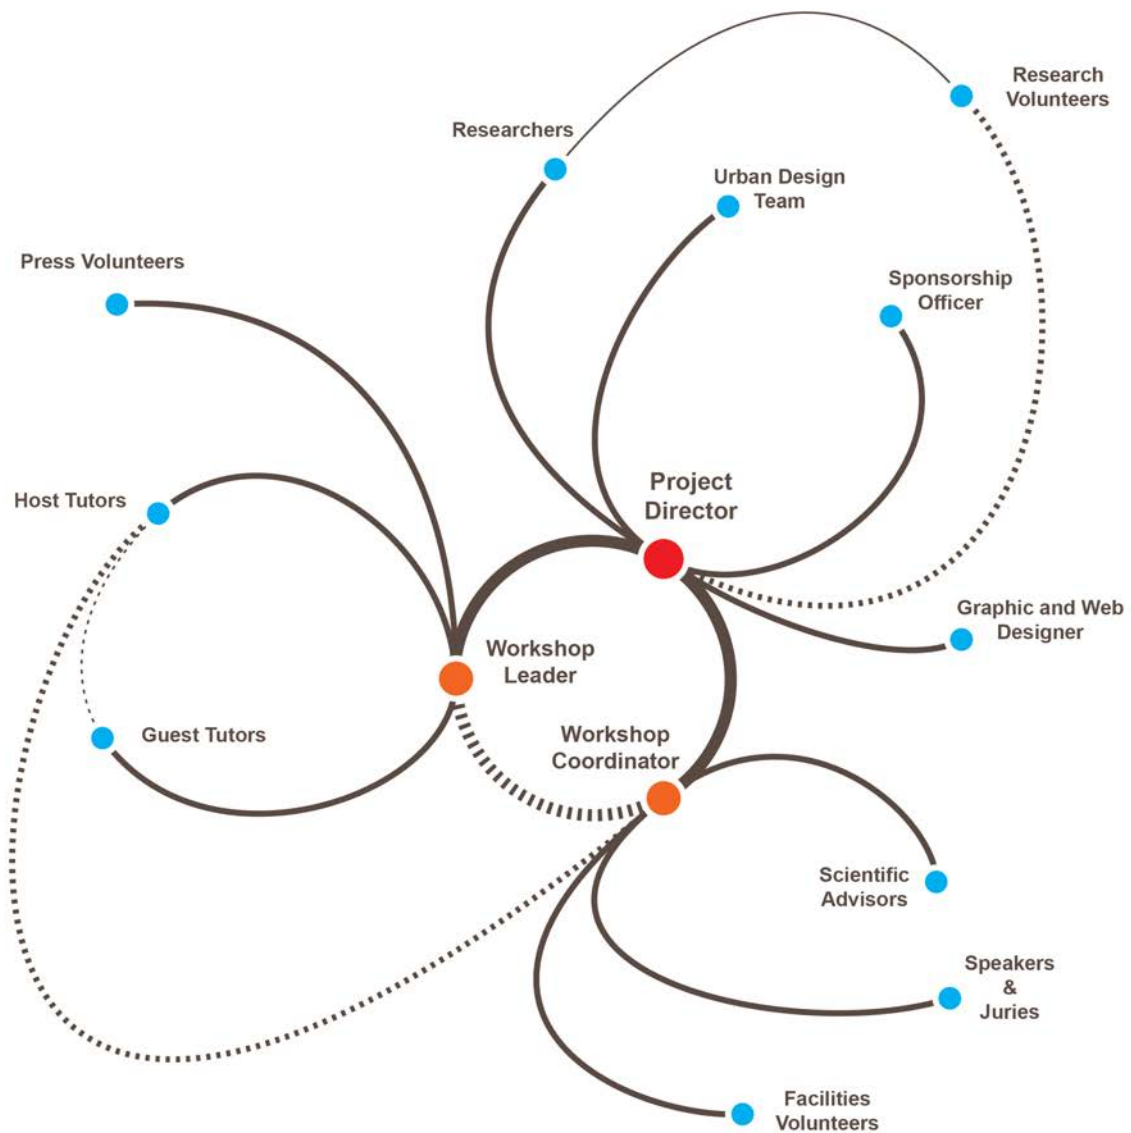 Research
Volunteers
Researchers
Urban Design
Team
Press Volunteers
Sponsorship
Officer
Project
Director
Host Tutors
Graphic and Web
Designer
Workshop
Leader
Guest Tutors
Workshop
Coordinator
Scientific
Advisors
Speakers
&
Juries
Facilities
Volunteers